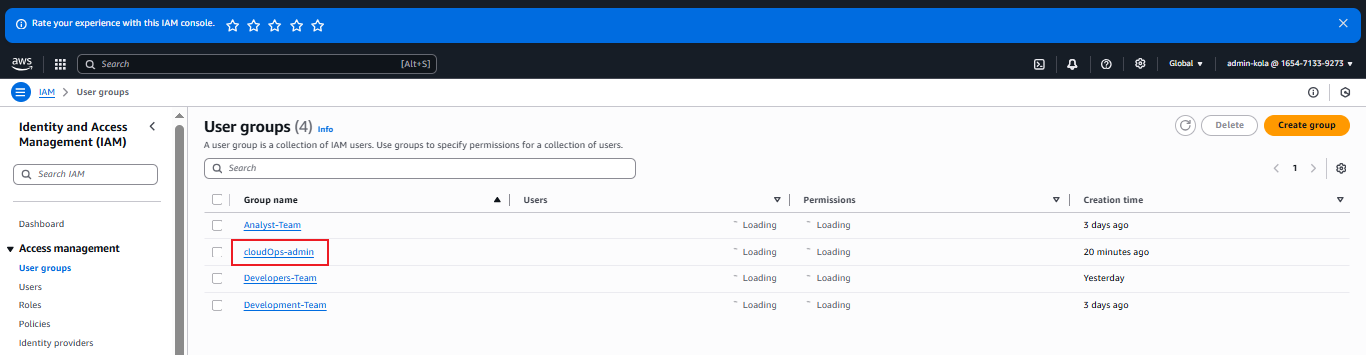 Rate your experience with this IAM console.
aws Search [Alt+S] Global admin-kola @ 1654-7133-9273
IAM User groups
Identity and Access Management (IAM)
Search IAM
Dashboard
Access management
User groups
Users
Roles
Policies
Identity providers
User groups (4) Info
Delete Create group
A user group is a collection of IAM users. Use groups to specify permissions for a collection of users.
Search
1
Group name Users Permissions Creation time
Analyst-Team Loading Loading 3 days ago
cloudOps-admin Loading Loading 20 minutes ago
Developers-Team Loading Loading Yesterday
Development-Team Loading Loading 3 days ago